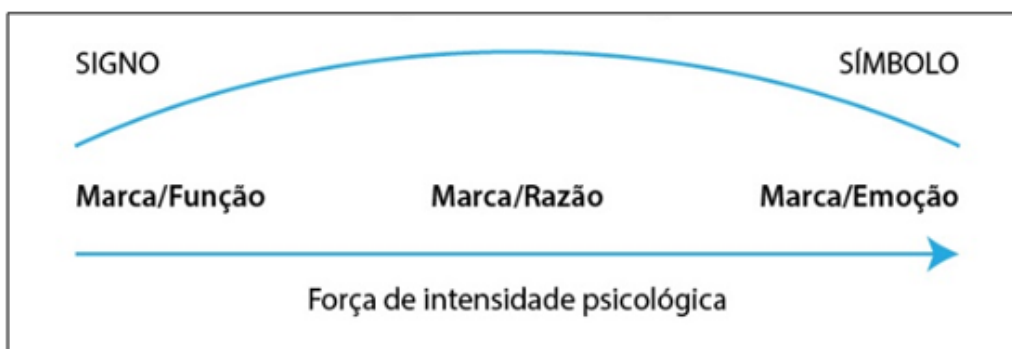 SIGNO SÍMBOLO
Marca/Função Marca/Razão Marca/Emoção
Força de intensidade psicológica